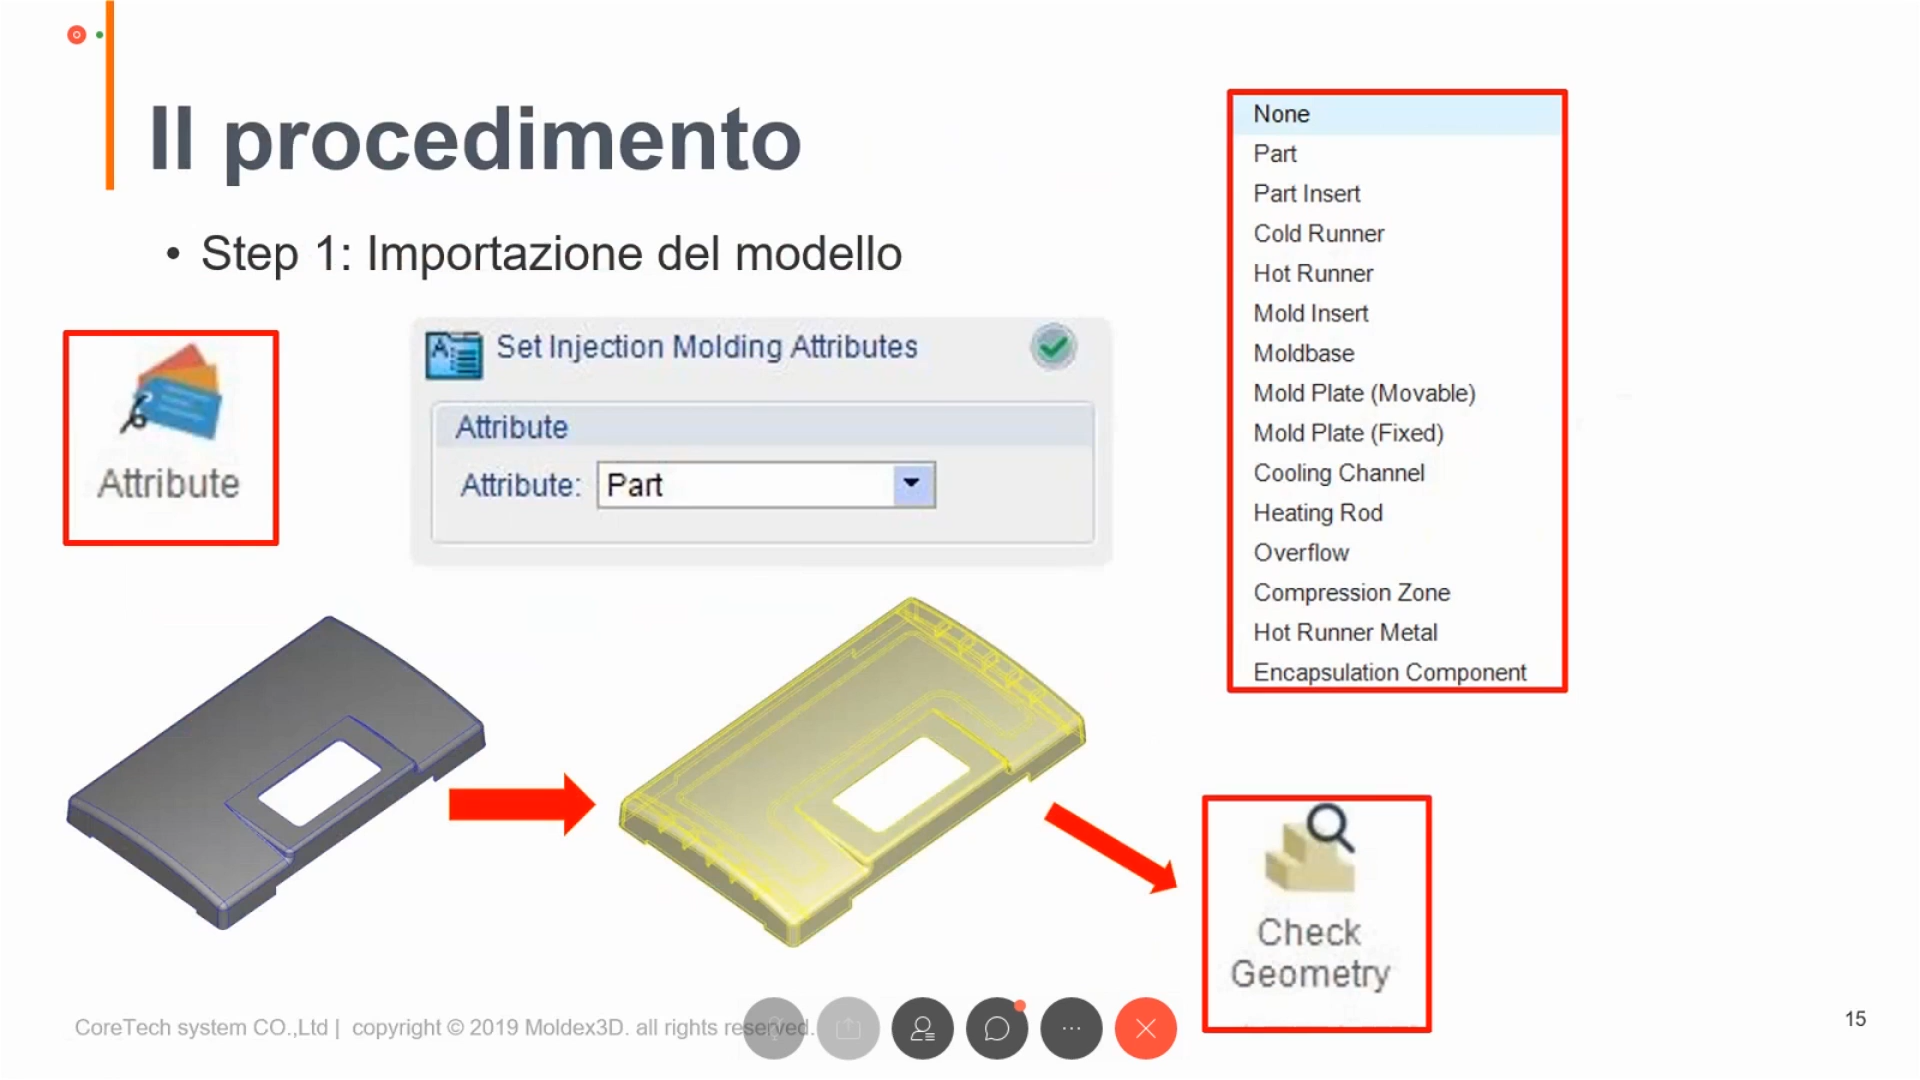 Il procedimento
• Step 1: Importazione del modello
Attribute
Set Injection Molding Attributes
Attribute
Attribute: Part
None
Part
Part Insert
Cold Runner
Hot Runner
Mold Insert
Moldbase
Mold Plate (Movable)
Mold Plate (Fixed)
Cooling Channel
Heating Rod
Overflow
Compression Zone
Hot Runner Metal
Encapsulation Component
Check
Geometry
CoreTech system CO.,Ltd | copyright © 2019 Moldex3D. all rights reserved.
15